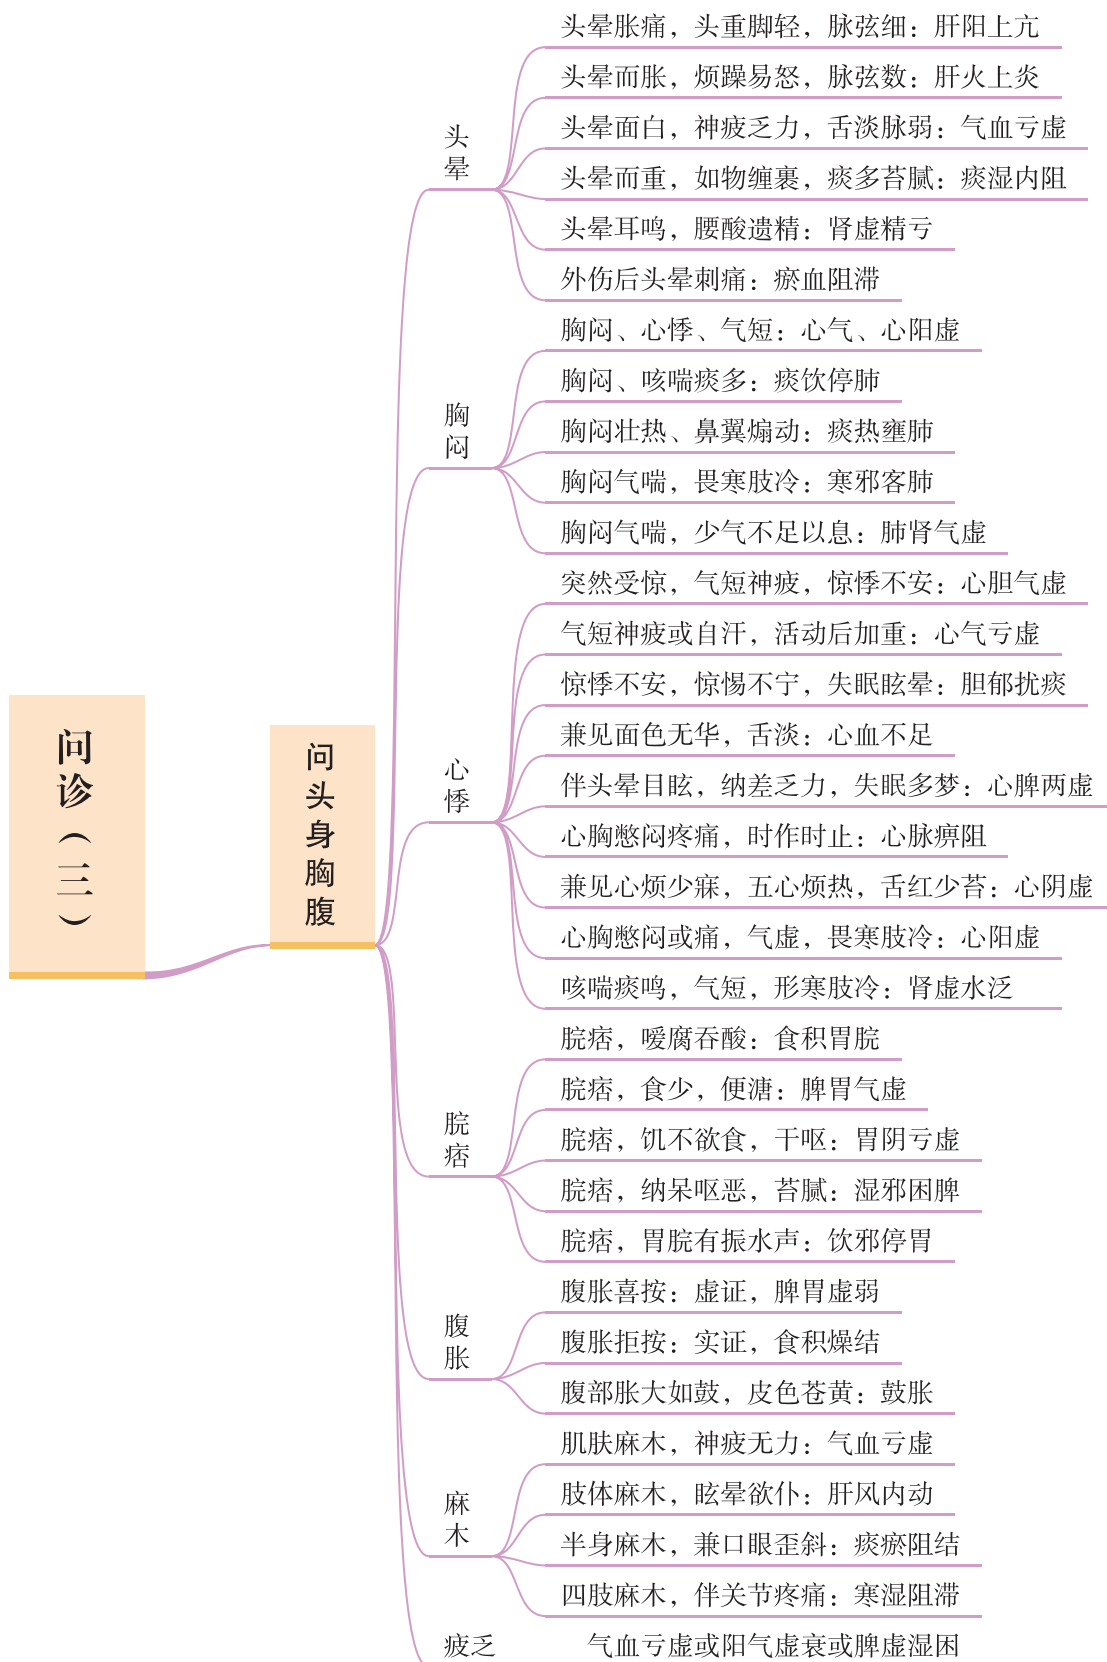 问诊（三）
问头身胸腹
头晕
头晕胀痛，头重脚轻，脉弦细：肝阳上亢
头晕而胀，烦躁易怒，脉弦数：肝火上炎
头晕面白，神疲乏力，舌淡脉弱：气血亏虚
头晕而重，如物缠裹，痰多苔腻：痰湿内阻
头晕耳鸣，腰酸遗精：肾虚精亏
外伤后头晕刺痛：瘀血阻滞
胸闷
胸闷、心悸、气短：心气、心阳虚
胸闷、咳喘痰多：痰饮停肺
胸闷壮热、鼻翼煽动：痰热壅肺
胸闷气喘，畏寒肢冷：寒邪客肺
胸闷气喘，少气不足以息：肺肾气虚
心悸
突然受惊，气短神疲，惊悸不安：心胆气虚
气短神疲或自汗，活动后加重：心气亏虚
惊悸不安，惊惕不宁，失眠眩晕：胆郁扰痰
兼见面色无华，舌淡：心血不足
伴头晕目眩，纳差乏力，失眠多梦：心脾两虚
心胸憋闷疼痛，时作时止：心脉痹阻
兼见心烦少寐，五心烦热，舌红少苔：心阴虚
心胸憋闷或痛，气虚，畏寒肢冷：心阳虚
咳喘痰鸣，气短，形寒肢冷：肾虚水泛
脘痞
脘痞，嗳腐吞酸：食积胃脘
脘痞，食少，便溏：脾胃气虚
脘痞，饥不欲食，干呕：胃阴亏虚
脘痞，纳呆呕恶，苔腻：湿邪困脾
脘痞，胃脘有振水声：饮邪停胃
腹胀
腹胀喜按：虚证，脾胃虚弱
腹胀拒按：实证，食积燥结
腹部胀大如鼓，皮色苍黄：鼓胀
麻木
肌肤麻木，神疲无力：气血亏虚
肢体麻木，眩晕欲仆：肝风内动
半身麻木，兼口眼歪斜：痰瘀阻结
四肢麻木，伴关节疼痛：寒湿阻滞
疲乏
气血亏虚或阳气虚衰或脾虚湿困